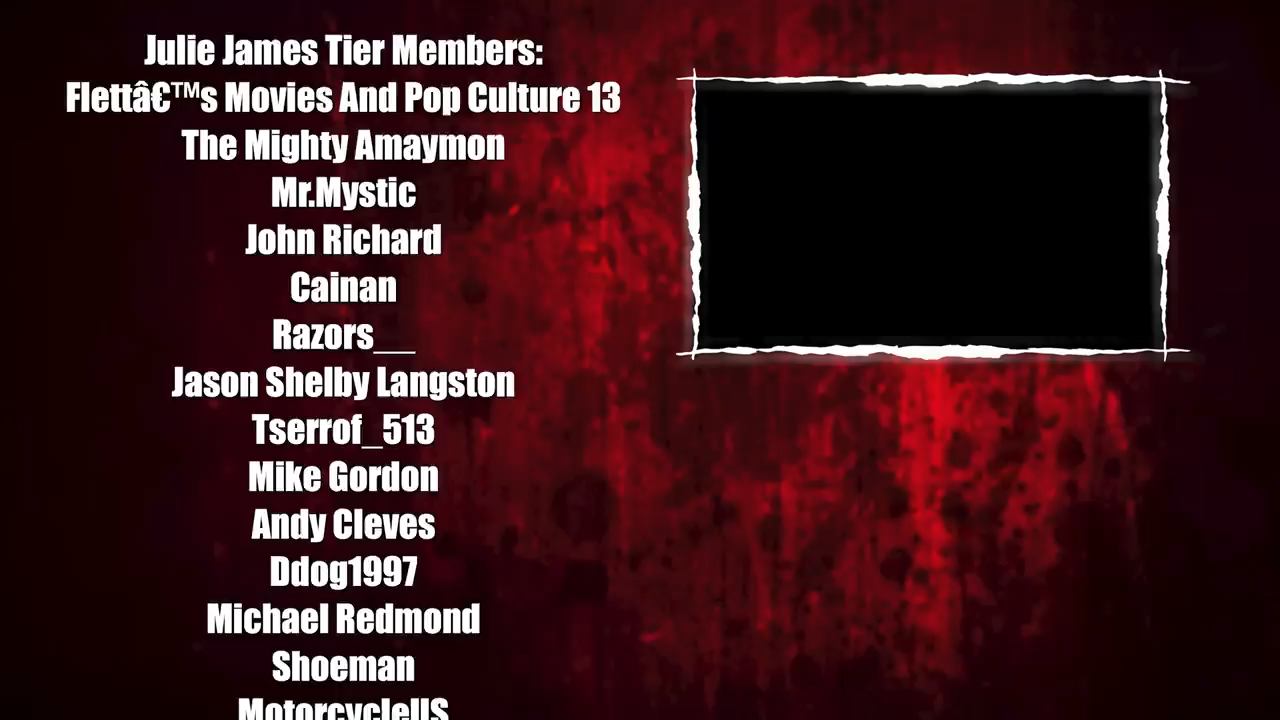 Julie James Tier Members:
Flettâ€™s Movies And Pop Culture 13
The Mighty Amaymon
Mr.Mystic
John Richard
Cainan
Razors__
Jason Shelby Langston
Tserrof_513
Mike Gordon
Andy Cleves
Ddog1997
Michael Redmond
Shoeman